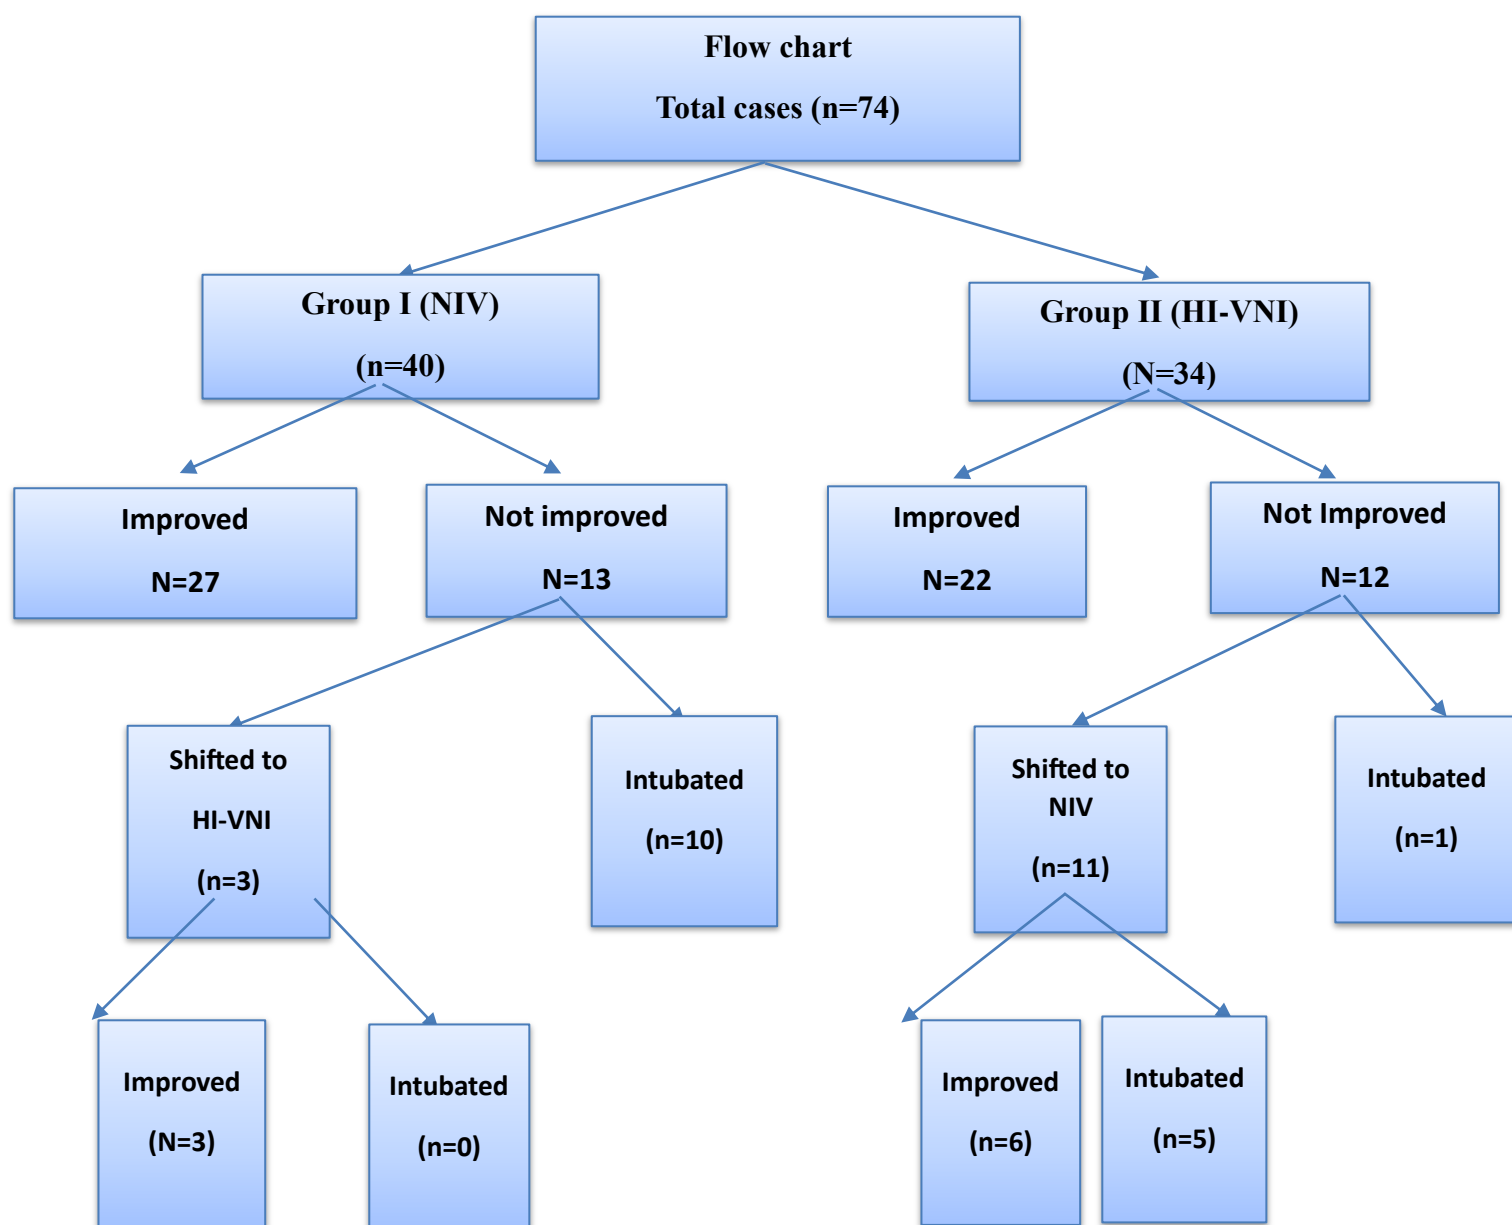 Flow chart
Total cases (n=74)
Group I (NIV)
(n=40)
Group II (HI-VNI)
(N=34)
Improved
N=27
Not improved
N=13
Improved
N=22
Not Improved
N=12
Shifted to
HI-VNI
(n=3)
Intubated
(n=10)
Shifted to
NIV
(n=11)
Intubated
(n=1)
Improved
(N=3)
Intubated
(n=0)
Improved
(n=6)
Intubated
(n=5)